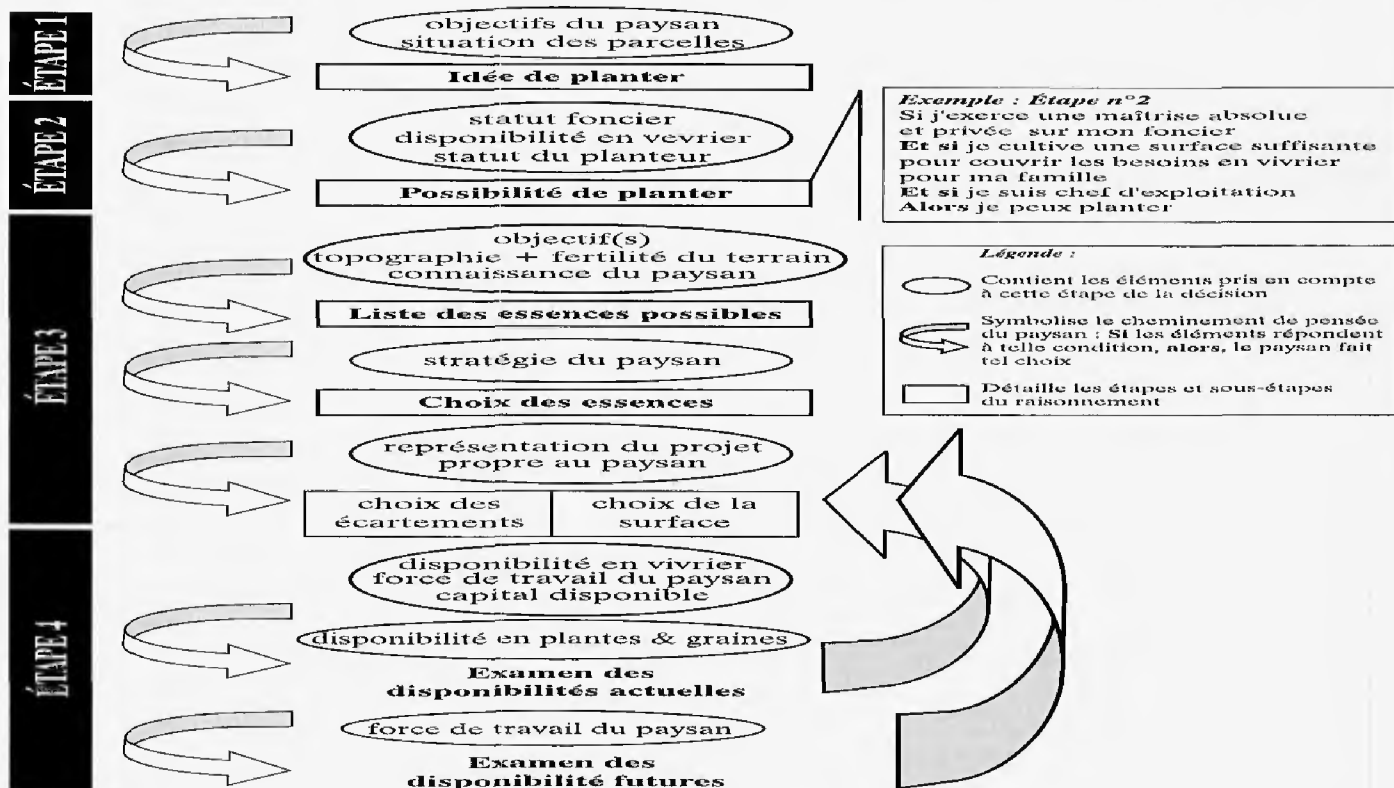 ÉTAPE 1
objectifs du paysan
situation des parcelles
Idée de planter
ÉTAPE 2
statut foncier
disponibilité en vevrier
statut du planteur
Possibilité de planter
Exemple : Étape n°2
Si j'exerce une maîtrise absolue
et privée sur mon foncier
Et si je cultive une surface suffisante
pour couvrir les besoins en vivrier
pour ma famille
Et si je suis chef d'exploitation
Alors je peux planter
ÉTAPE 3
objectif(s)
topographie + fertilité du terrain
connaissance du paysan
Liste des essences possibles
stratégie du paysan
Choix des essences
représentation du projet
propre au paysan
choix des
écartements
choix de la
surface
Légende :
Contient les éléments pris en compte
à cette étape de la décision
Symbolise le cheminement de pensée
du paysan : Si les éléments répondent
à telle condition, alors, le paysan fait
tel choix
Détaille les étapes et sous-étapes
du raisonnement
ÉTAPE 4
disponibilité en vivrier
force de travail du paysan
capital disponible
disponibilité en plantes & graines
Examen des
disponibilités actuelles
force de travail du paysan
Examen des
disponibilité futures